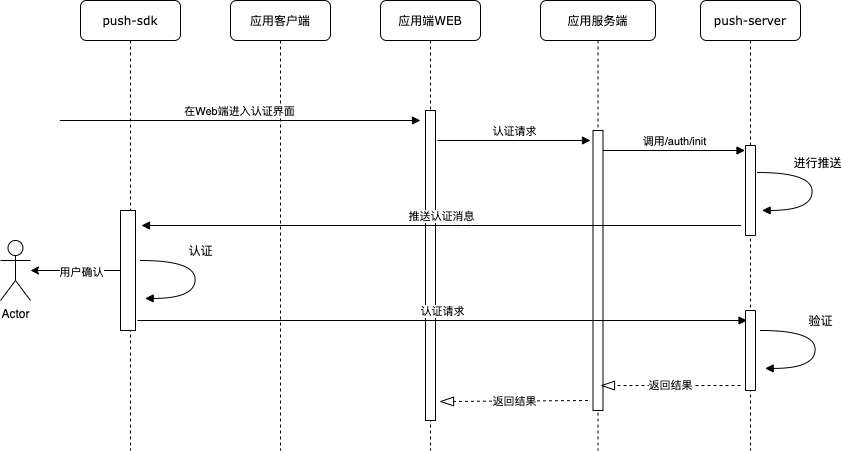 push-sdk
应用客户端
应用端WEB
应用服务端
push-server
在Web端进入认证界面
认证请求
调用/auth/init
进行推送
推送认证消息
认证
用户确认
Actor
认证请求
验证
返回结果
返回结果